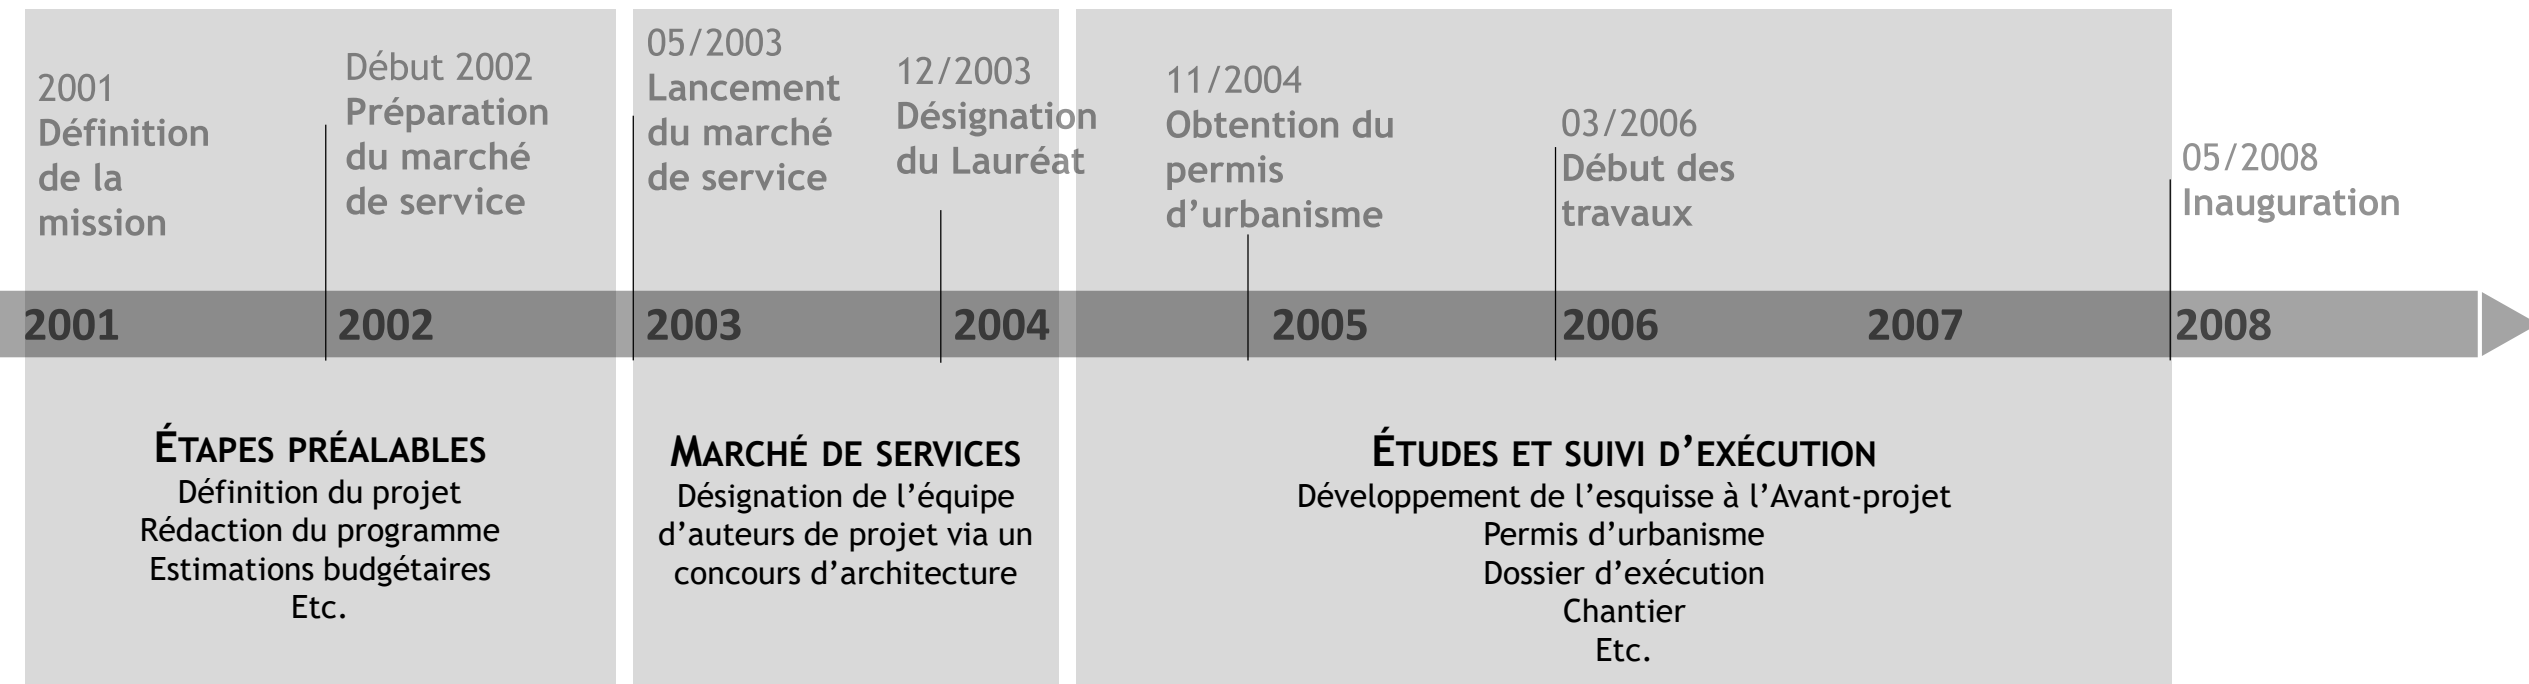 2001
Définition
de la
mission
Début 2002
Préparation
du marché
de service
05/2003
Lancement
du marché
de service
12/2003
Désignation
du Lauréat
11/2004
Obtention du
permis
d’urbanisme
03/2006
Début des
travaux
05/2008
Inauguration
2001
2002
2003
2004
2005
2006
2007
2008
ÉTAPES PRÉALABLES
Définition du projet
Rédaction du programme
Estimations budgétaires
Etc.
MARCHÉ DE SERVICES
Désignation de l’équipe
d’auteurs de projet via un
concours d’architecture
ÉTUDES ET SUIVI D’EXÉCUTION
Développement de l’esquisse à l’Avant-projet
Permis d’urbanisme
Dossier d’exécution
Chantier
Etc.